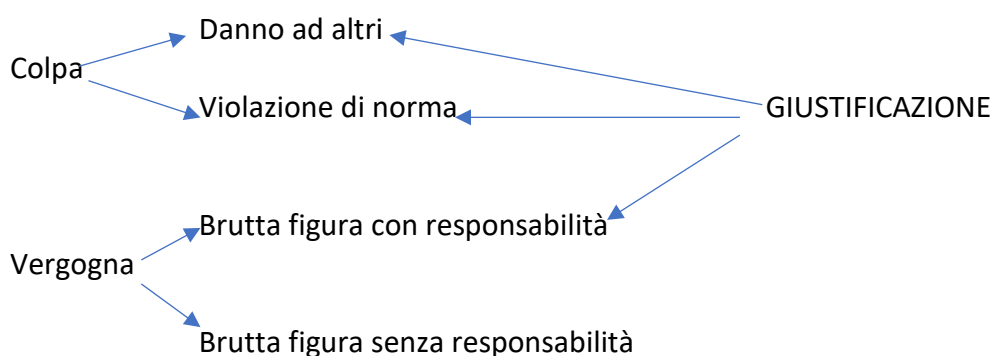 Danno ad altri
Colpa
Violazione di norma
GIUSTIFICAZIONE
Brutta figura con responsabilità
Vergogna
Brutta figura senza responsabilità